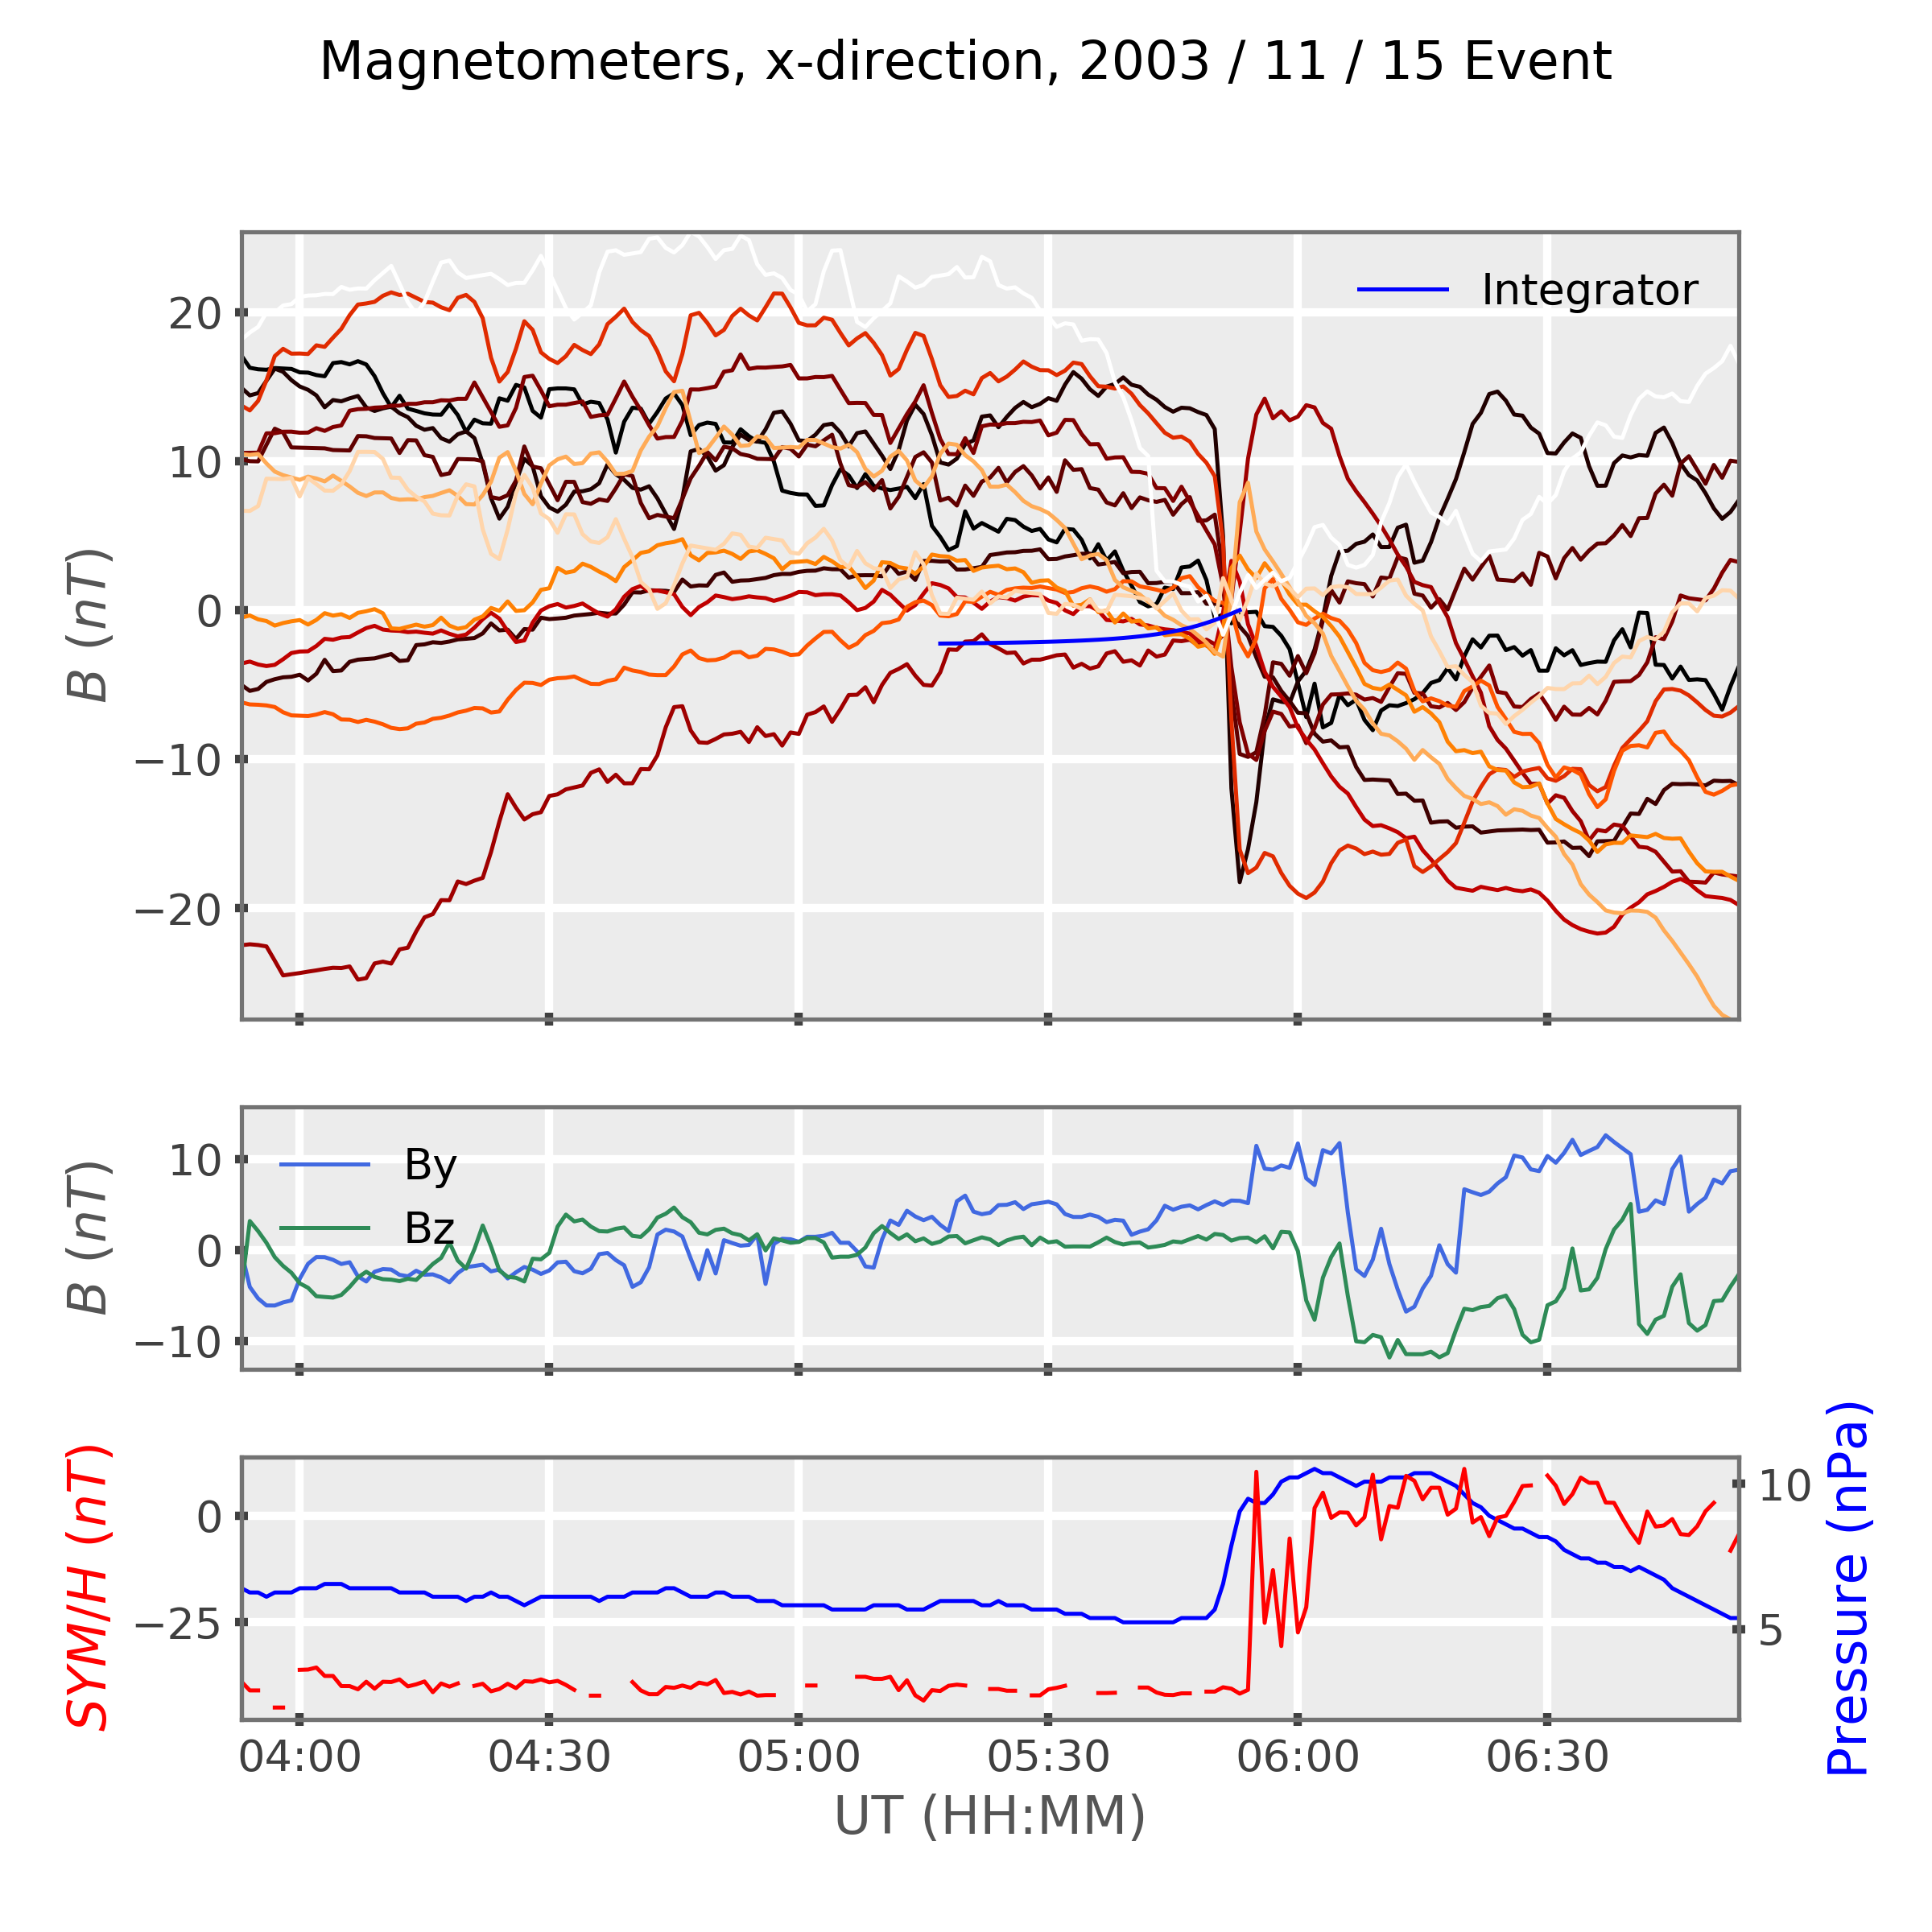 Magnetometers, x-direction, 2003 / 11 / 15 Event
Integrator
20
10
0
−10
−20
B (nT)
By
Bz
10
0
−10
B (nT)
0
−25
SYM/H (nT)
10
5
Pressure (nPa)
04:00 04:30 05:00 05:30 06:00 06:30
UT (HH:MM)